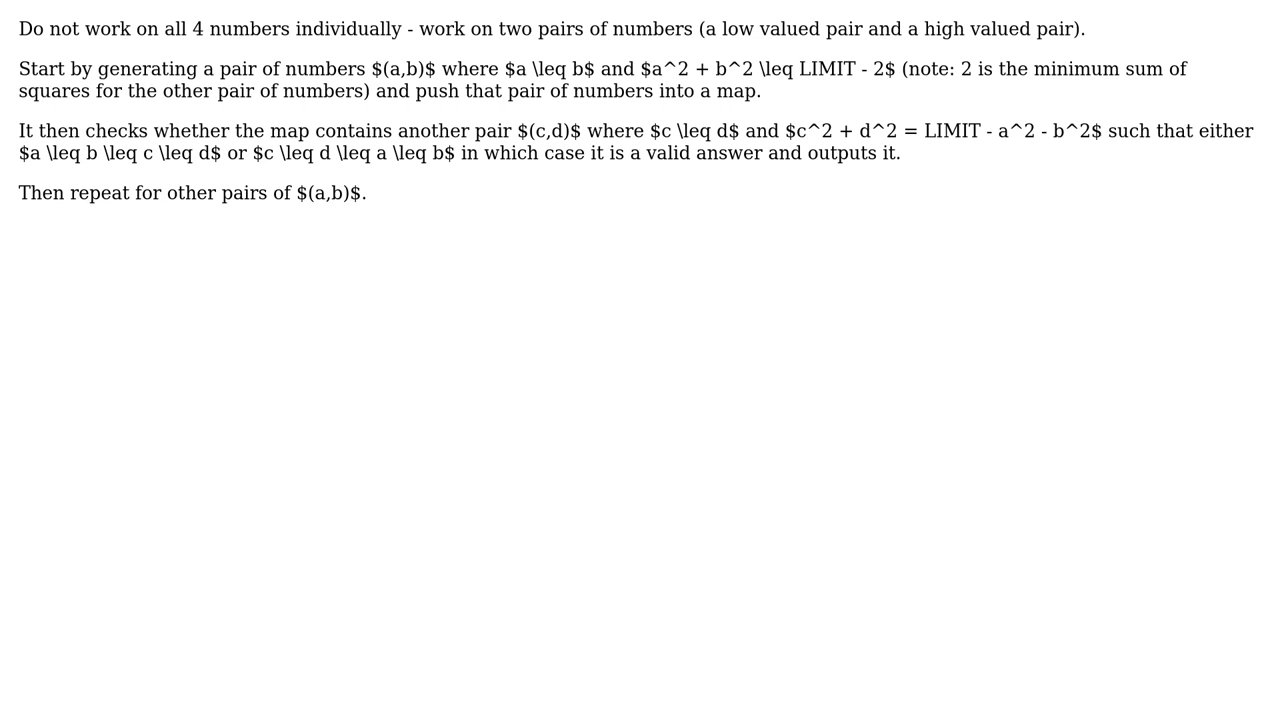 Do not work on all 4 numbers individually - work on two pairs of numbers (a low valued pair and a high valued pair).
Start by generating a pair of numbers $(a,b)$ where $a \leq b$ and $a^2 + b^2 \leq LIMIT - 2$ (note: 2 is the minimum sum of
squares for the other pair of numbers) and push that pair of numbers into a map.
It then checks whether the map contains another pair $(c,d)$ where $c \leq d$ and $c^2 + d^2 = LIMIT - a^2 - b^2$ such that either
$a \leq b \leq c \leq d$ or $c \leq d \leq a \leq b$ in which case it is a valid answer and outputs it.
Then repeat for other pairs of $(a,b)$.